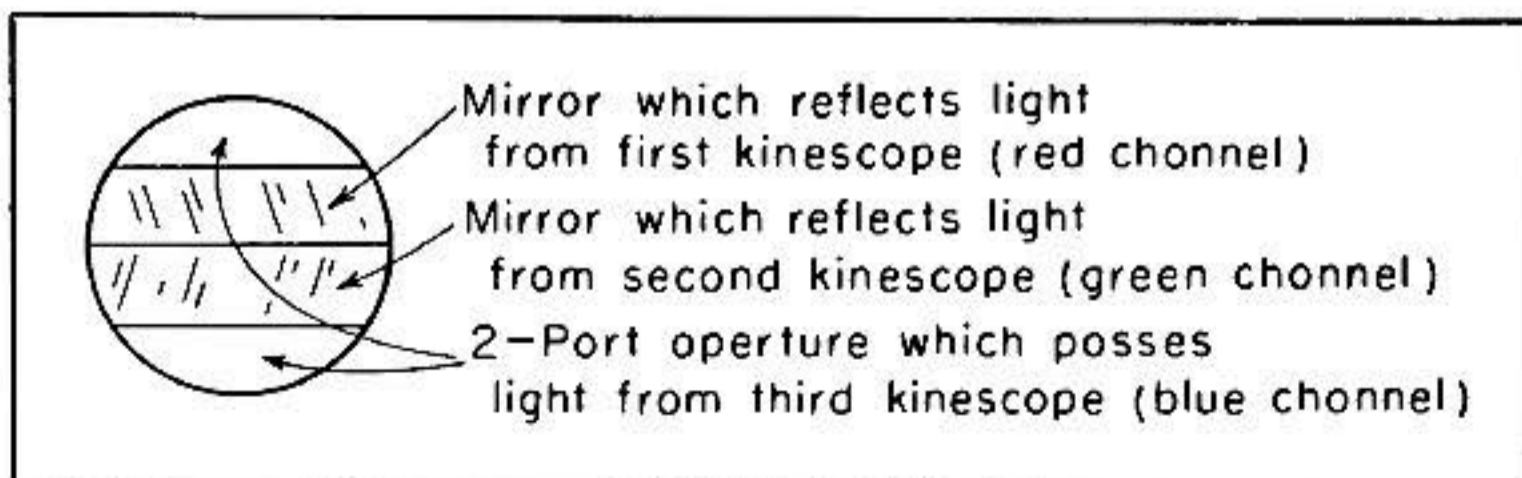 Mirror which reflects light
from first kinescope (red chonnel)
Mirror which reflects light
from second kinescope (green chonnel)
2-Port operture which posses
light from third kinescope (blue chonnel)